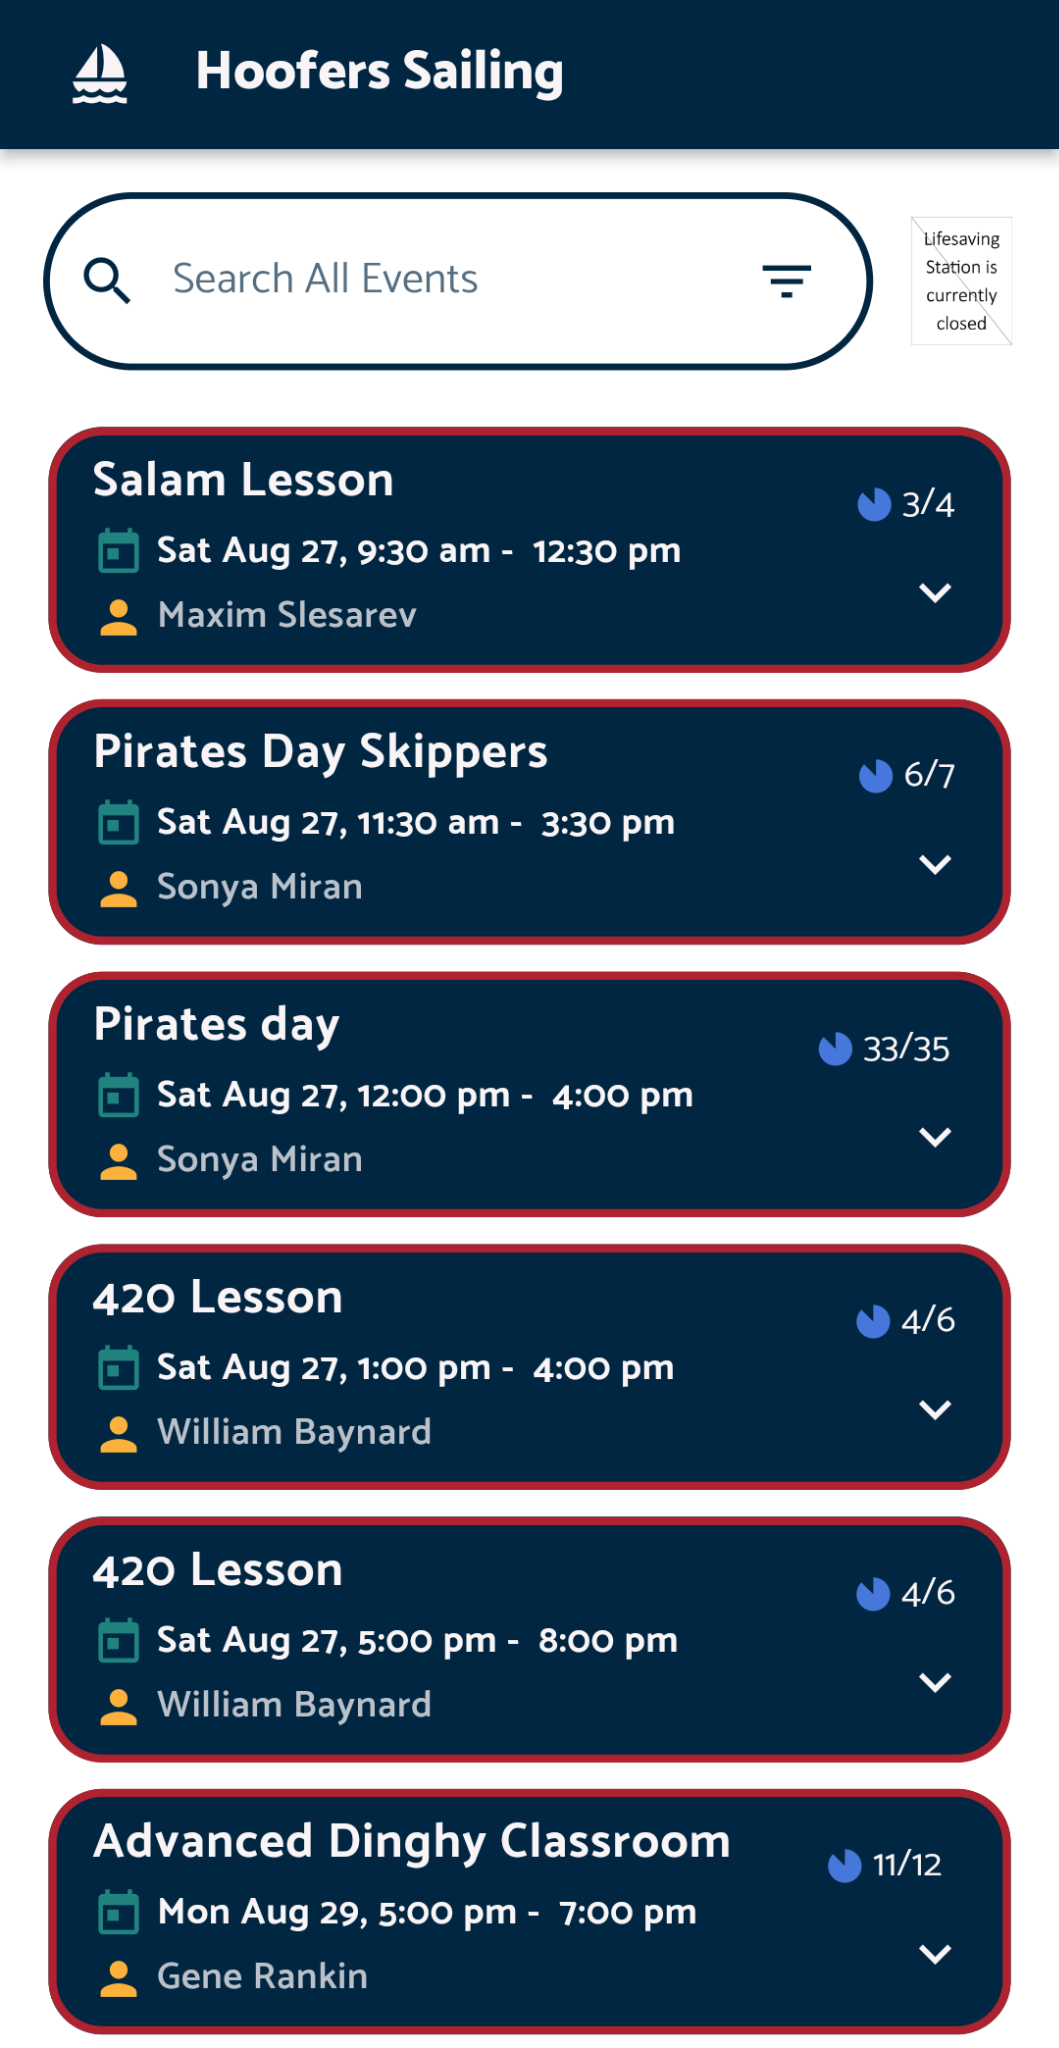 Hoofers Sailing
Search All Events
Lifesaving
Station is
currently
closed
Salam Lesson
3/4
Sat Aug 27, 9:30 am -  12:30 pm
Maxim Slesarev
Pirates Day Skippers
6/7
Sat Aug 27, 11:30 am -  3:30 pm
Sonya Miran
Pirates day
33/35
Sat Aug 27, 12:00 pm -  4:00 pm
Sonya Miran
420 Lesson
4/6
Sat Aug 27, 1:00 pm -  4:00 pm
William Baynard
420 Lesson
4/6
Sat Aug 27, 5:00 pm -  8:00 pm
William Baynard
Advanced Dinghy Classroom
11/12
Mon Aug 29, 5:00 pm -  7:00 pm
Gene Rankin